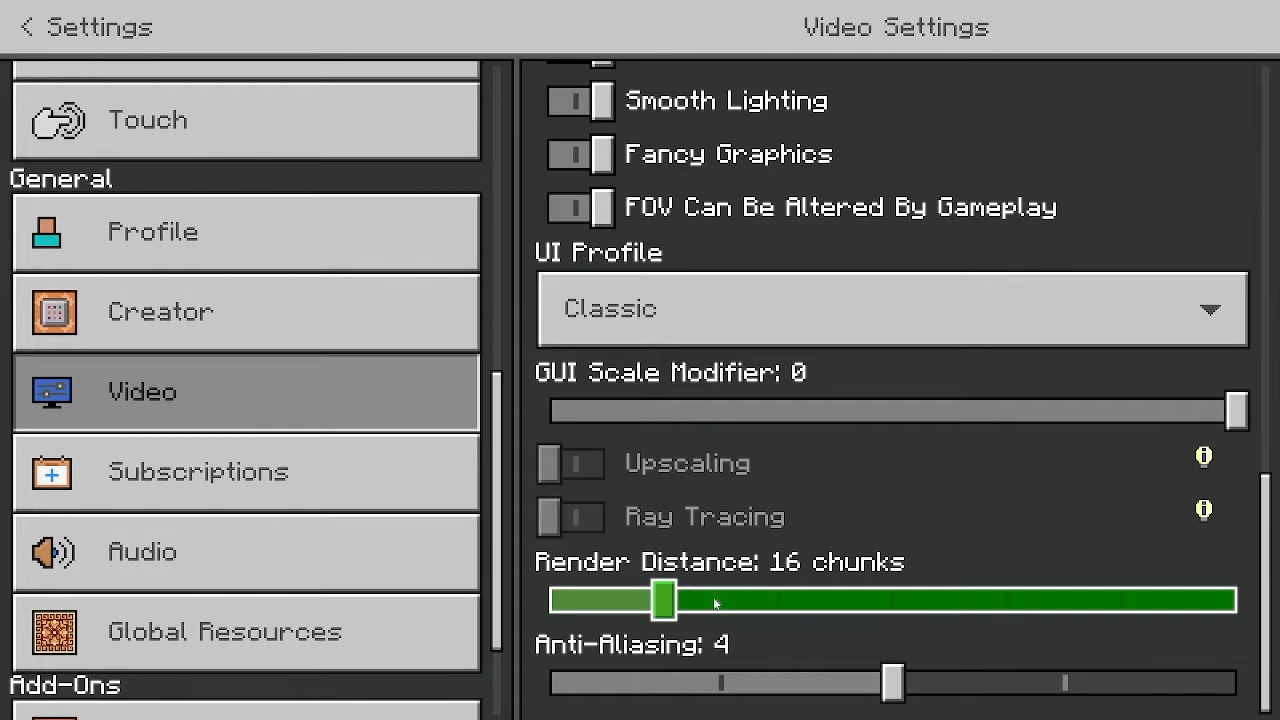 Settings
Video Settings
Touch
General
Profile
Creator
Video
Subscriptions
Audio
Global Resources
Add-Ons
Smooth Lighting
Fancy Graphics
FOV Can Be Altered By Gameplay
UI Profile
Classic
GUI Scale Modifier: 0
Upscaling
Ray Tracing
Render Distance: 16 chunks
Anti-Aliasing: 4